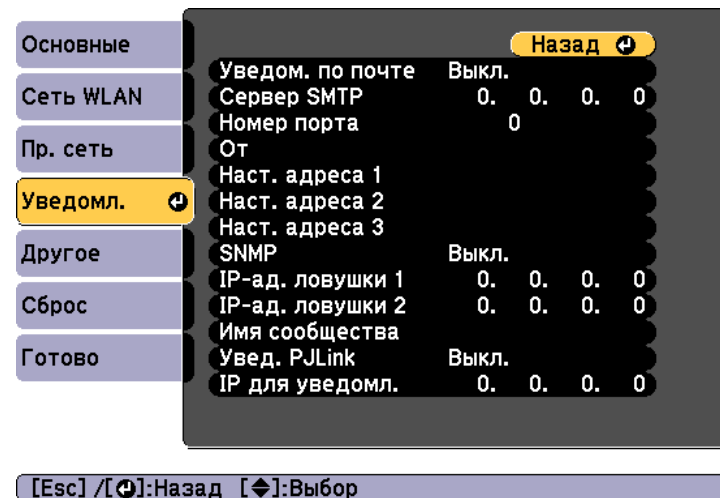 Основные
Сеть WLAN
Пр. сеть
Уведомл.
Другое
Сброс
Готово
Назад
Уведом. по почте Выкл.
Сервер SMTP 0. 0. 0. 0
Номер порта 0
От
Наст. адреса 1
Наст. адреса 2
Наст. адреса 3
SNMP Выкл.
IP-ад. ловушки 1 0. 0. 0. 0
IP-ад. ловушки 2 0. 0. 0. 0
Имя сообщества
Увед. PJLink Выкл.
IP для уведомл. 0. 0. 0. 0
[Esc] /[⏎]:Назад [◆]:Выбор